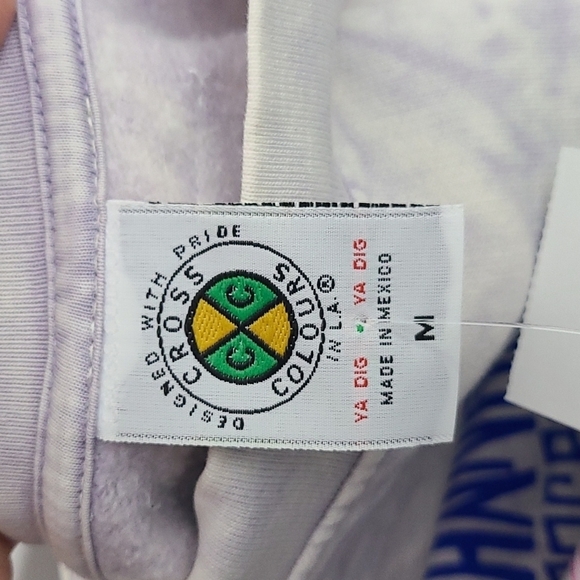 DESIGNED WITH PRIDE IN L.A.®
CROSS COLOURS
C C
YA DIG YA DIG
MADE IN MEXICO
M